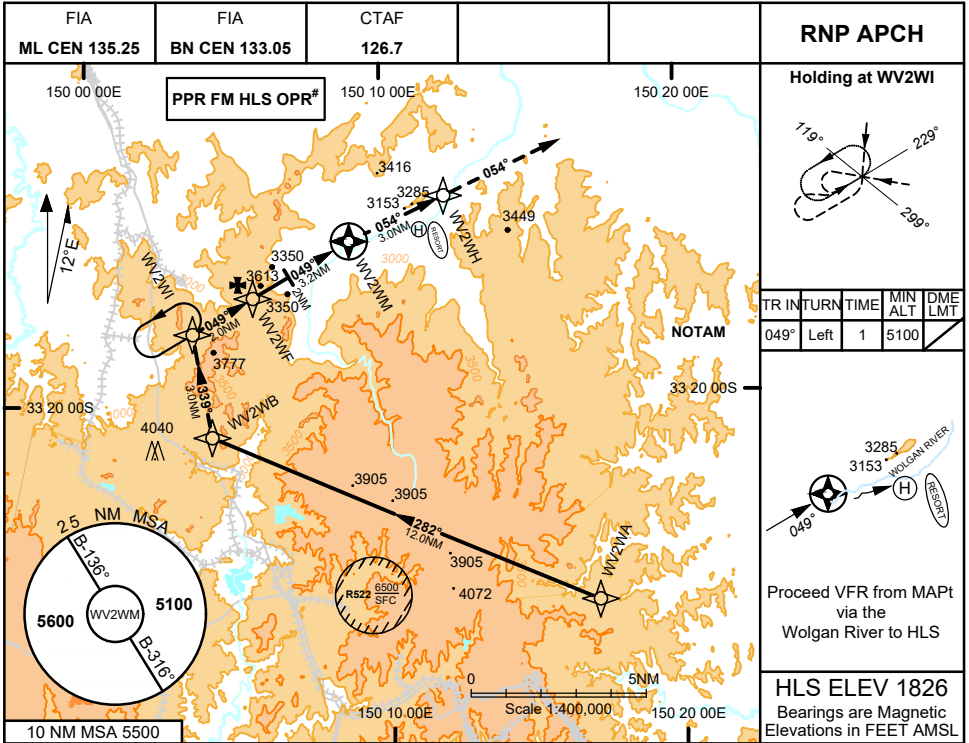 FIA
ML CEN 135.25
FIA
BN CEN 133.05
CTAF
126.7
RNP APCH
150 00 00E
150 10 00E
150 20 00E
PPR FM HLS OPR#
Holding at WV2WI
119°
229°
299°
TR IN TURN TIME MIN ALT DME LMT
049° Left 1 5100
12°E
3416
3285
3153
054°
054°
3.0NM
H
RESORT
WV2WH
3449
3350
049°
3.2NM
3613
3350
2NM
WV2WM
3000
WV2WF
WV2WI
049°
2.0NM
3777
339°
3.0NM
WV2WB
3500
3500
3500
3000
NOTAM
33 20 00S
33 20 00S
4040
3905
3905
282°
12.0NM
3905
4072
WV2WA
R522 6500
SFC
25 NM MSA
B-136°
5600
WV2WM
5100
B-316°
0 5NM
Scale 1:400,000
150 10 00E
150 20 00E
10 NM MSA 5500
3285
3153
WOLGAN RIVER
H
RESORT
049°
Proceed VFR from MAPt
via the
Wolgan River to HLS
HLS ELEV 1826
Bearings are Magnetic
Elevations in FEET AMSL